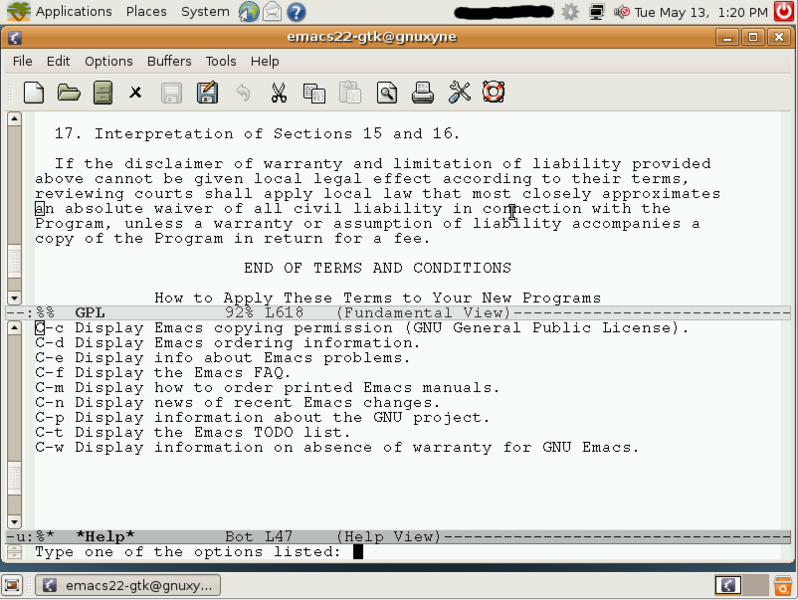 Applications Places System Tue May 13, 1:20 PM
emacs22-gtk@gnuxyne
File Edit Options Buffers Tools Help
17. Interpretation of Sections 15 and 16.
If the disclaimer of warranty and limitation of liability provided
above cannot be given local legal effect according to their terms,
reviewing courts shall apply local law that most closely approximates
an absolute waiver of all civil liability in connection with the
Program, unless a warranty or assumption of liability accompanies a
copy of the Program in return for a fee.
END OF TERMS AND CONDITIONS
How to Apply These Terms to Your New Programs
--:%% GPL 92% L618 (Fundamental View)-------------------------------
C-c Display Emacs copying permission (GNU General Public License).
C-d Display Emacs ordering information.
C-e Display info about Emacs problems.
C-f Display the Emacs FAQ.
C-m Display how to order printed Emacs manuals.
C-n Display news of recent Emacs changes.
C-p Display information about the GNU project.
C-t Display the Emacs TODO list.
C-w Display information on absence of warranty for GNU Emacs.
-u:%* *Help* Bot L47 (Help View)--------------------------------------
Type one of the options listed:
emacs22-gtk@gnuxy...